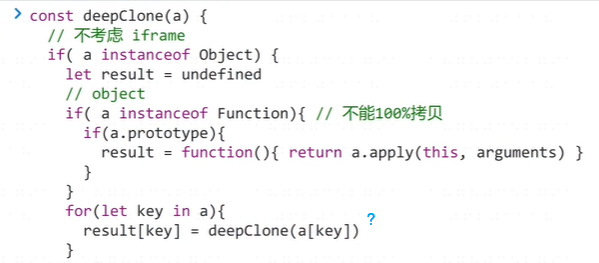 const deepClone(a) {
// 不考虑 iframe
if( a instanceof Object) {
let result = undefined
// object
if( a instanceof Function){ // 不能100%拷贝
if(a.prototype){
result = function(){ return a.apply(this, arguments) }
}
}
for(let key in a){
result[key] = deepClone(a[key]) ?
}